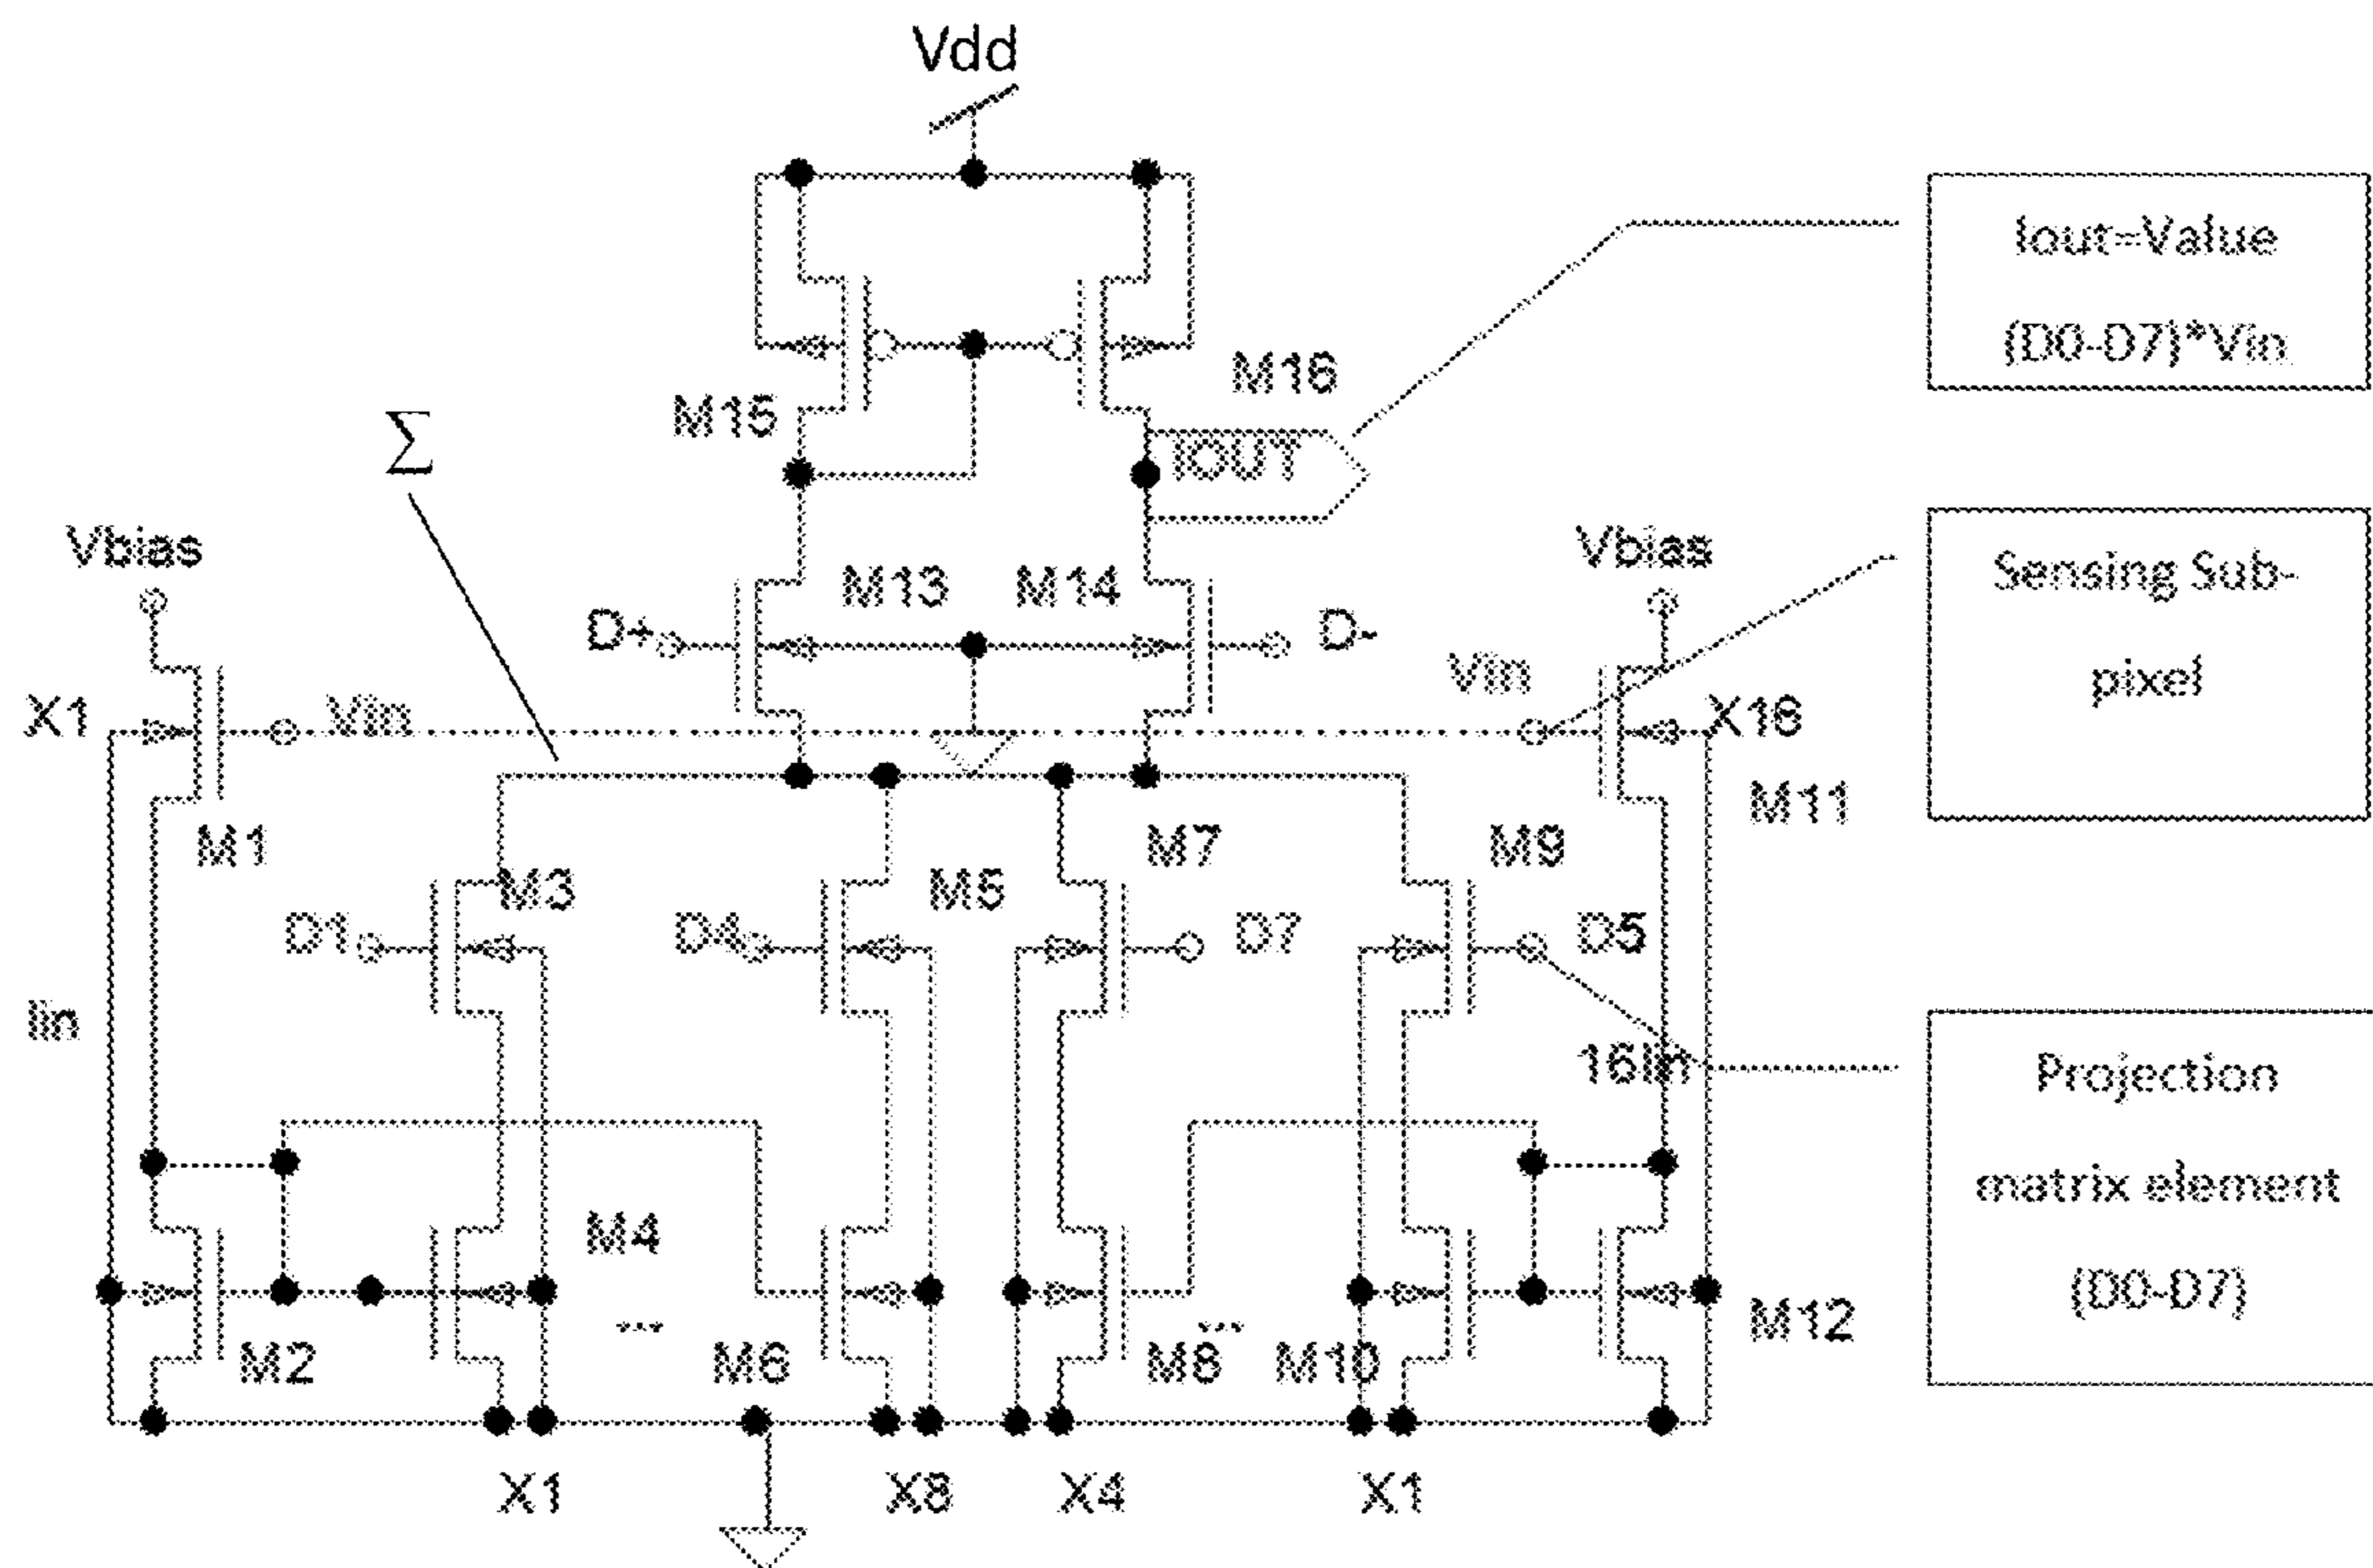 Vdd
Iout=Value
(D0-D7)*Vin
M15
M16
IOUT
Σ
Vbias
Vbias
Sensing Sub-
pixel
D+
M13
M14
D-
Vin
X1
Vin
X16
M1
M11
M3
M5
M7
M9
D1
D4
D7
D5
Iin
16Iin
Projection
matrix element
(D0-D7)
M4
...
...
M2
M6
M8
M10
M12
X1
X8
X4
X1